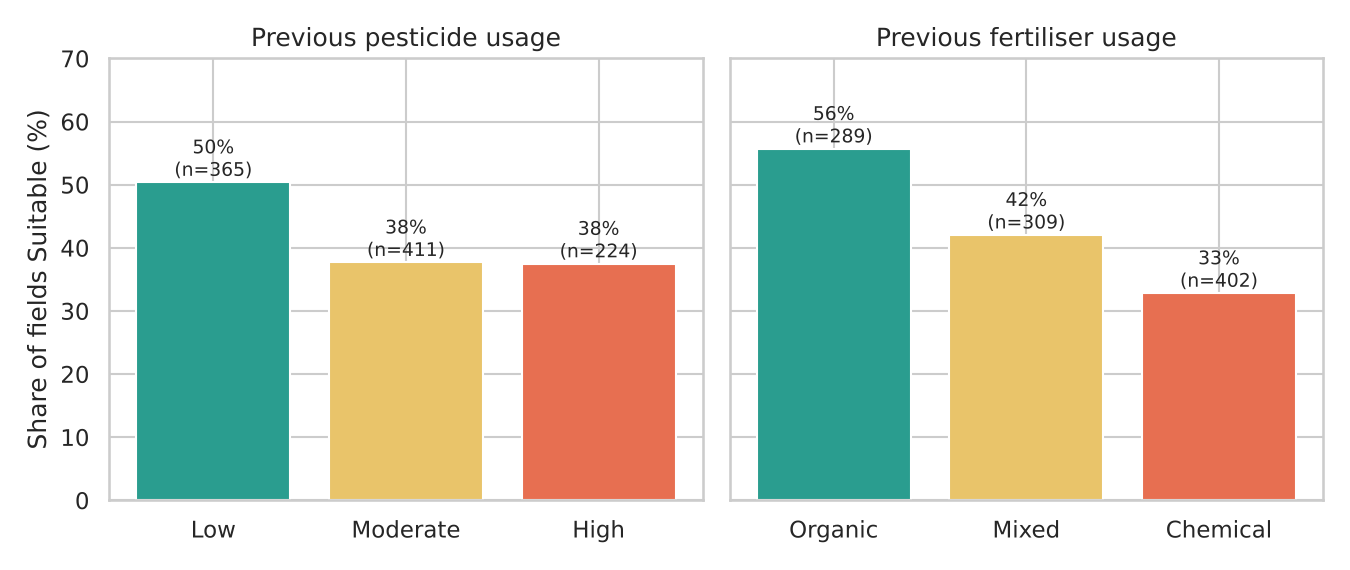 Previous pesticide usage
Previous fertiliser usage
Share of fields Suitable (%)
70
60
50
40
30
20
10
0
50%
(n=365)
38%
(n=411)
38%
(n=224)
56%
(n=289)
42%
(n=309)
33%
(n=402)
Low
Moderate
High
Organic
Mixed
Chemical